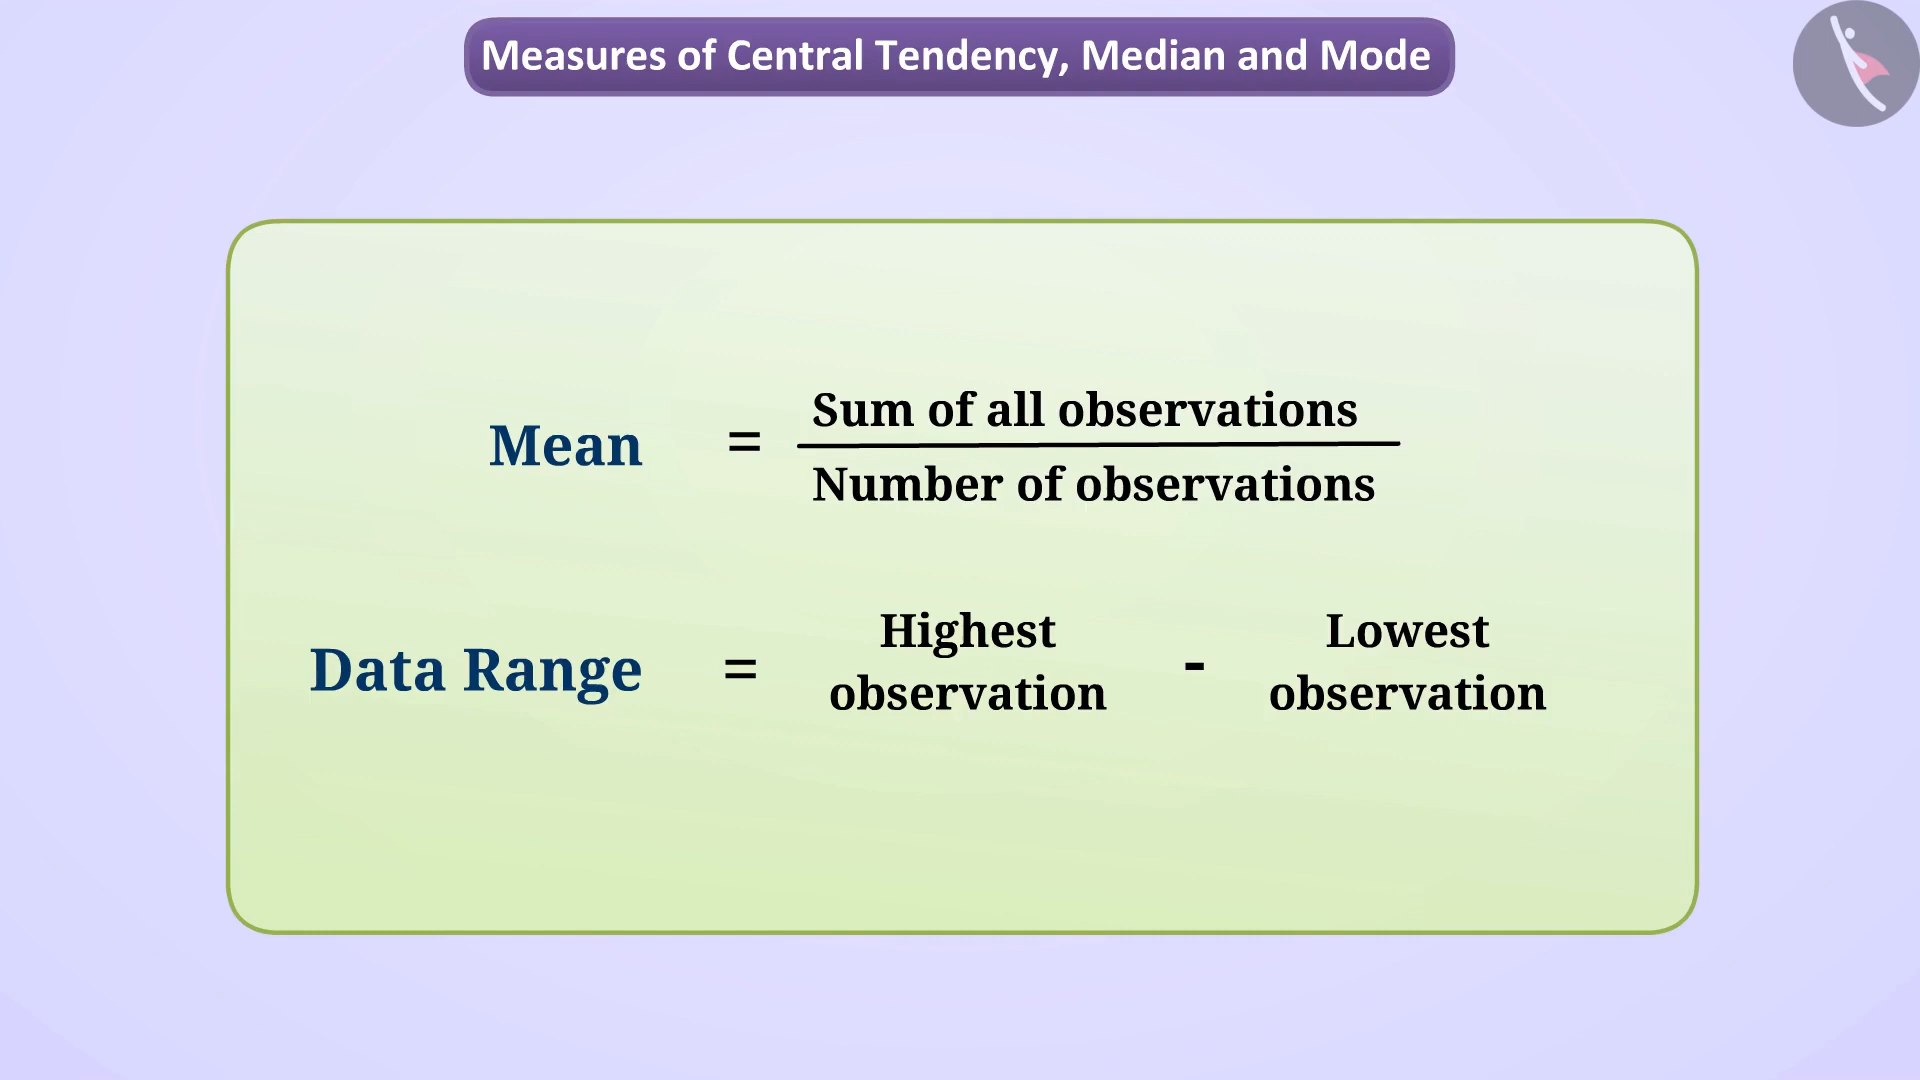 Measures of Central Tendency, Median and Mode
Mean = Sum of all observations
Number of observations
Data Range = Highest observation - Lowest observation